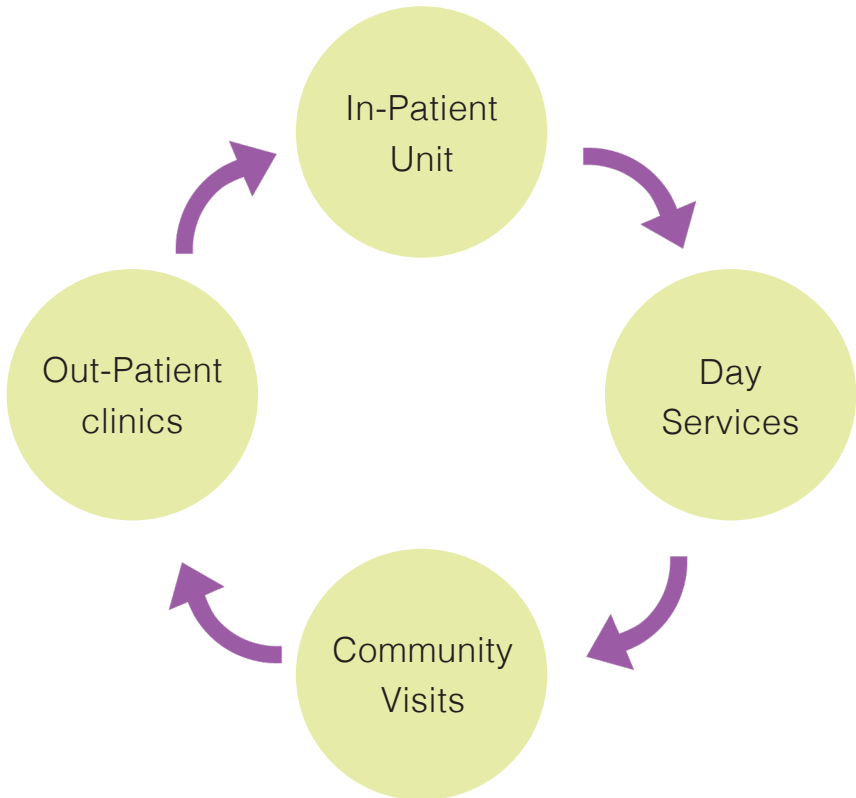 In-Patient
Unit
Day
Services
Community
Visits
Out-Patient
clinics